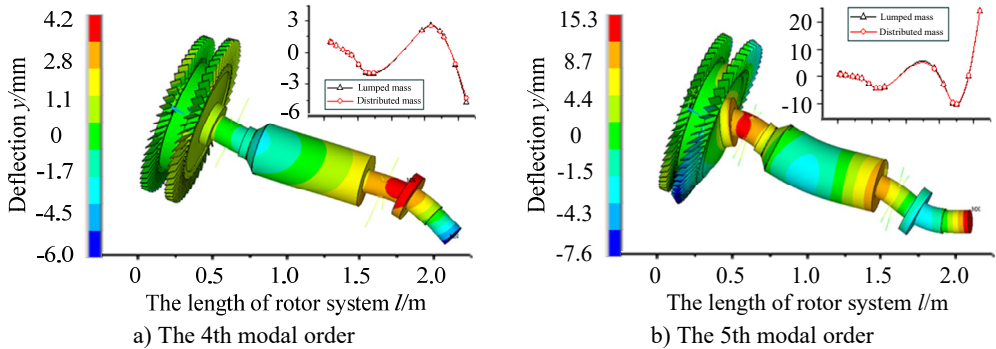 4.2
2.8
1.1
0
-1.7
-4.5
-6.0
Deflection y/mm
3
0
-3
-6
Lumped mass
Distributed mass
0
0.5
1.0
1.5
2.0
The length of rotor system l/m
a) The 4th modal order
15.3
8.7
4.4
0
-1.5
-4.3
-7.6
Deflection y/mm
20
10
0
-10
Lumped mass
Distributed mass
MX
0
0.5
1.0
1.5
2.0
The length of rotor system l/m
b) The 5th modal order